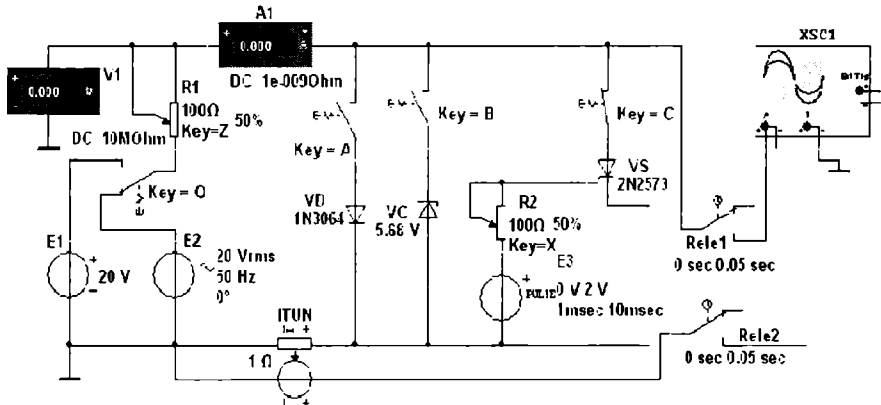 A1
XSC1
0.000
V1
0.000
DC 1e-009Ohm
R1
100Ω
50%
Key=Z
DC 10MOhm
Key = A
Key = B
Key = C
VS
2N2573
Key = O
VD
1N3064
VC
5.68 V
R2
100Ω 50%
Key=X
E3
Rele1
0 sec 0.05 sec
E1
20 V
E2
20 Vrms
50 Hz
0°
0 V 2 V
1msec 10msec
ITUN
1 Ω
Rele2
0 sec 0.05 sec